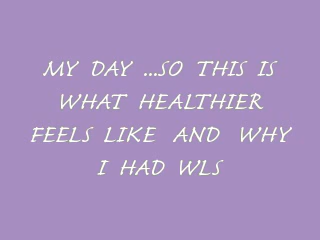 MY DAY ...SO THIS IS
WHAT HEALTHIER
FEELS LIKE AND WHY
I HAD WLS